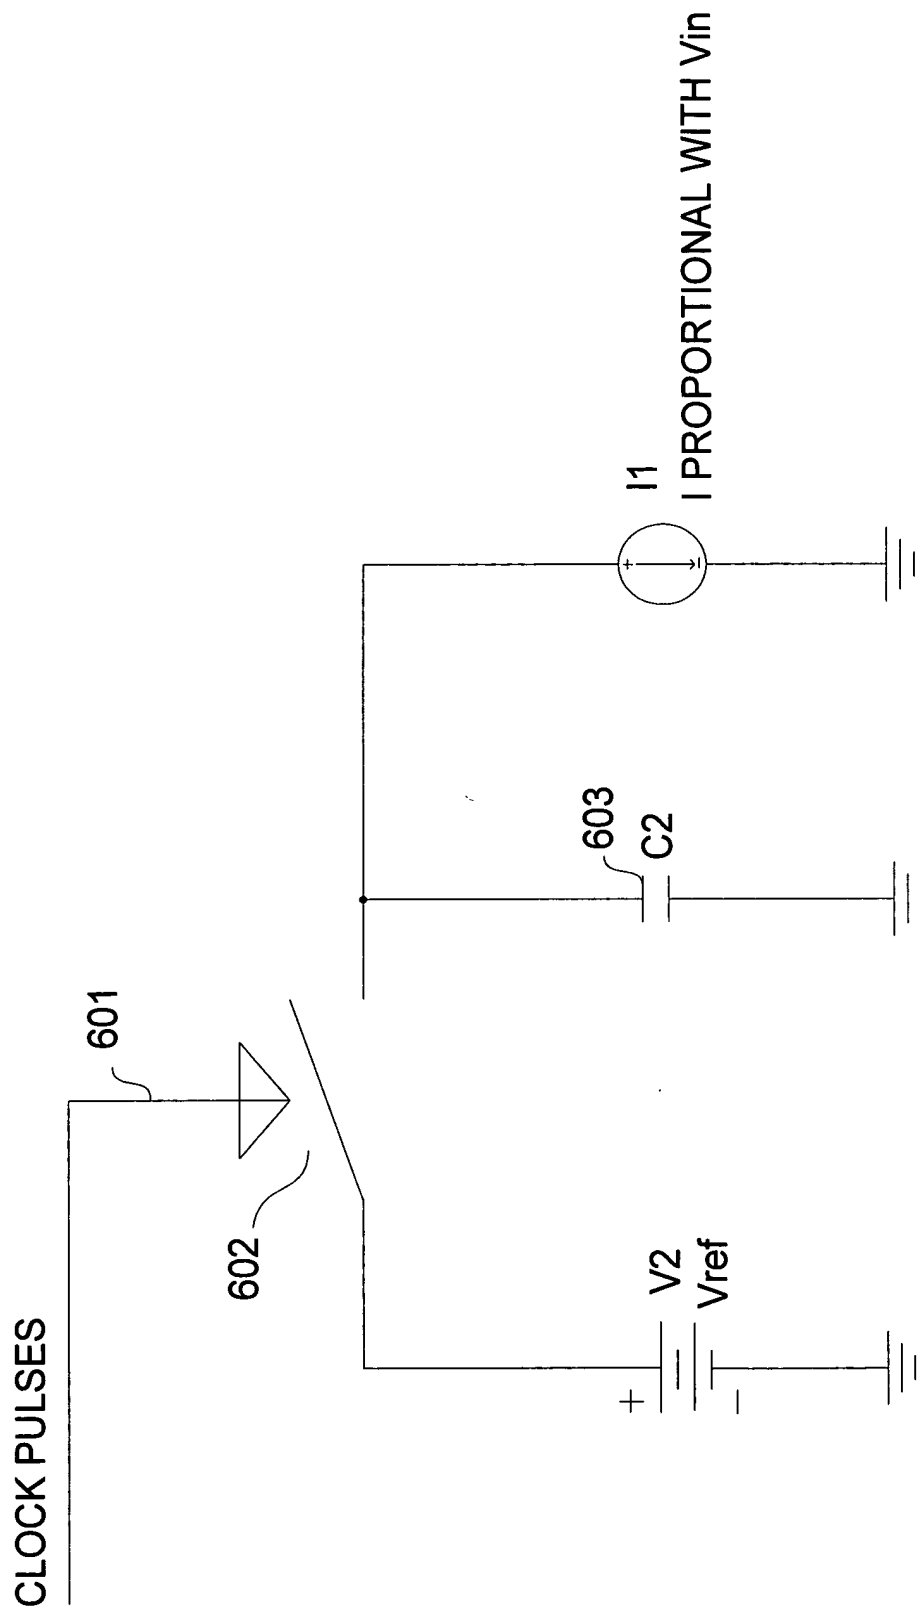 CLOCK PULSES
601
602
603
C2
I1
I PROPORTIONAL WITH Vin
+
V2
Vref
−
+
-